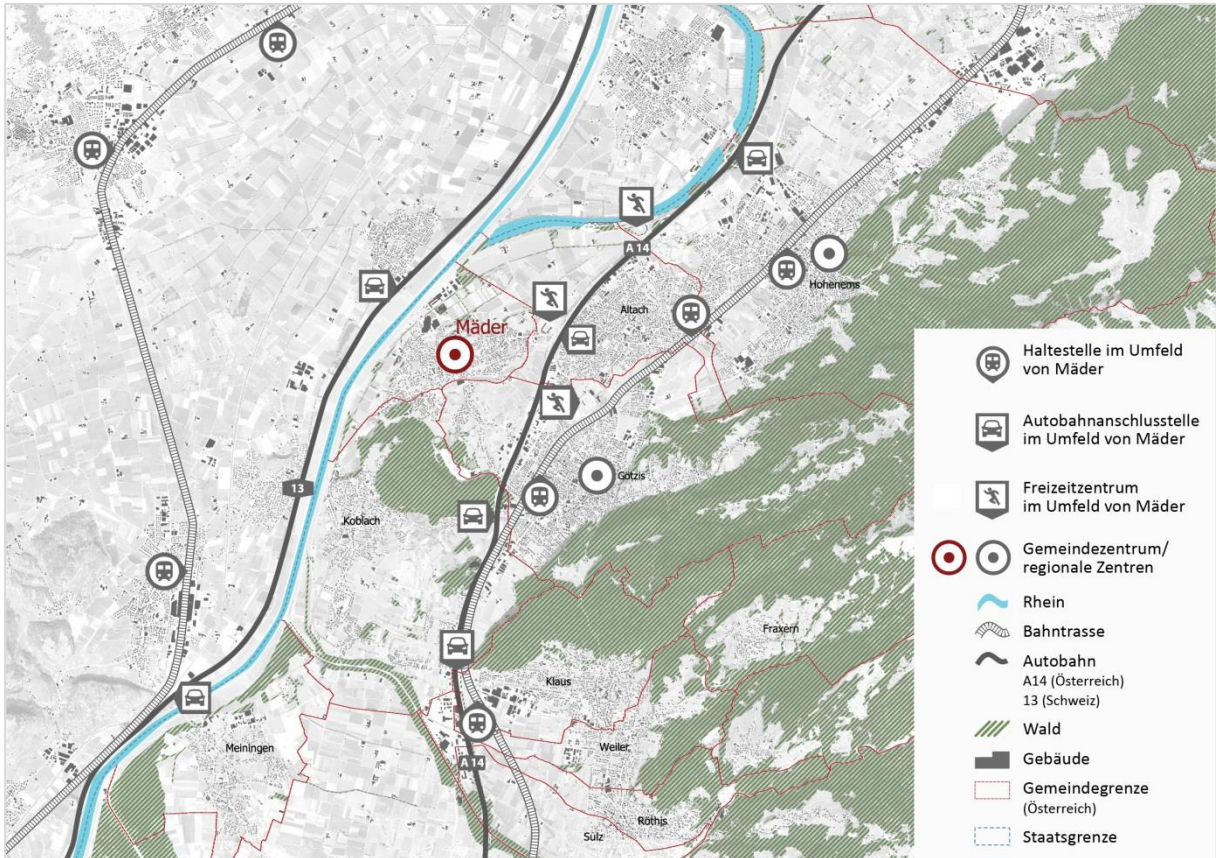 A 14
Hohenems
Altach
Mäder
Götzis
13
Koblach
Fraxern
Klaus
Meiningen
Weiler
A 14
Röthis
Sulz
Haltestelle im Umfeld
von Mäder
Autobahnanschlusstelle
im Umfeld von Mäder
Freizeitzentrum
im Umfeld von Mäder
Gemeindezentrum/
regionale Zentren
Rhein
Bahntrasse
Autobahn
A14 (Österreich)
13 (Schweiz)
Wald
Gebäude
Gemeindegrenze
(Österreich)
Staatsgrenze